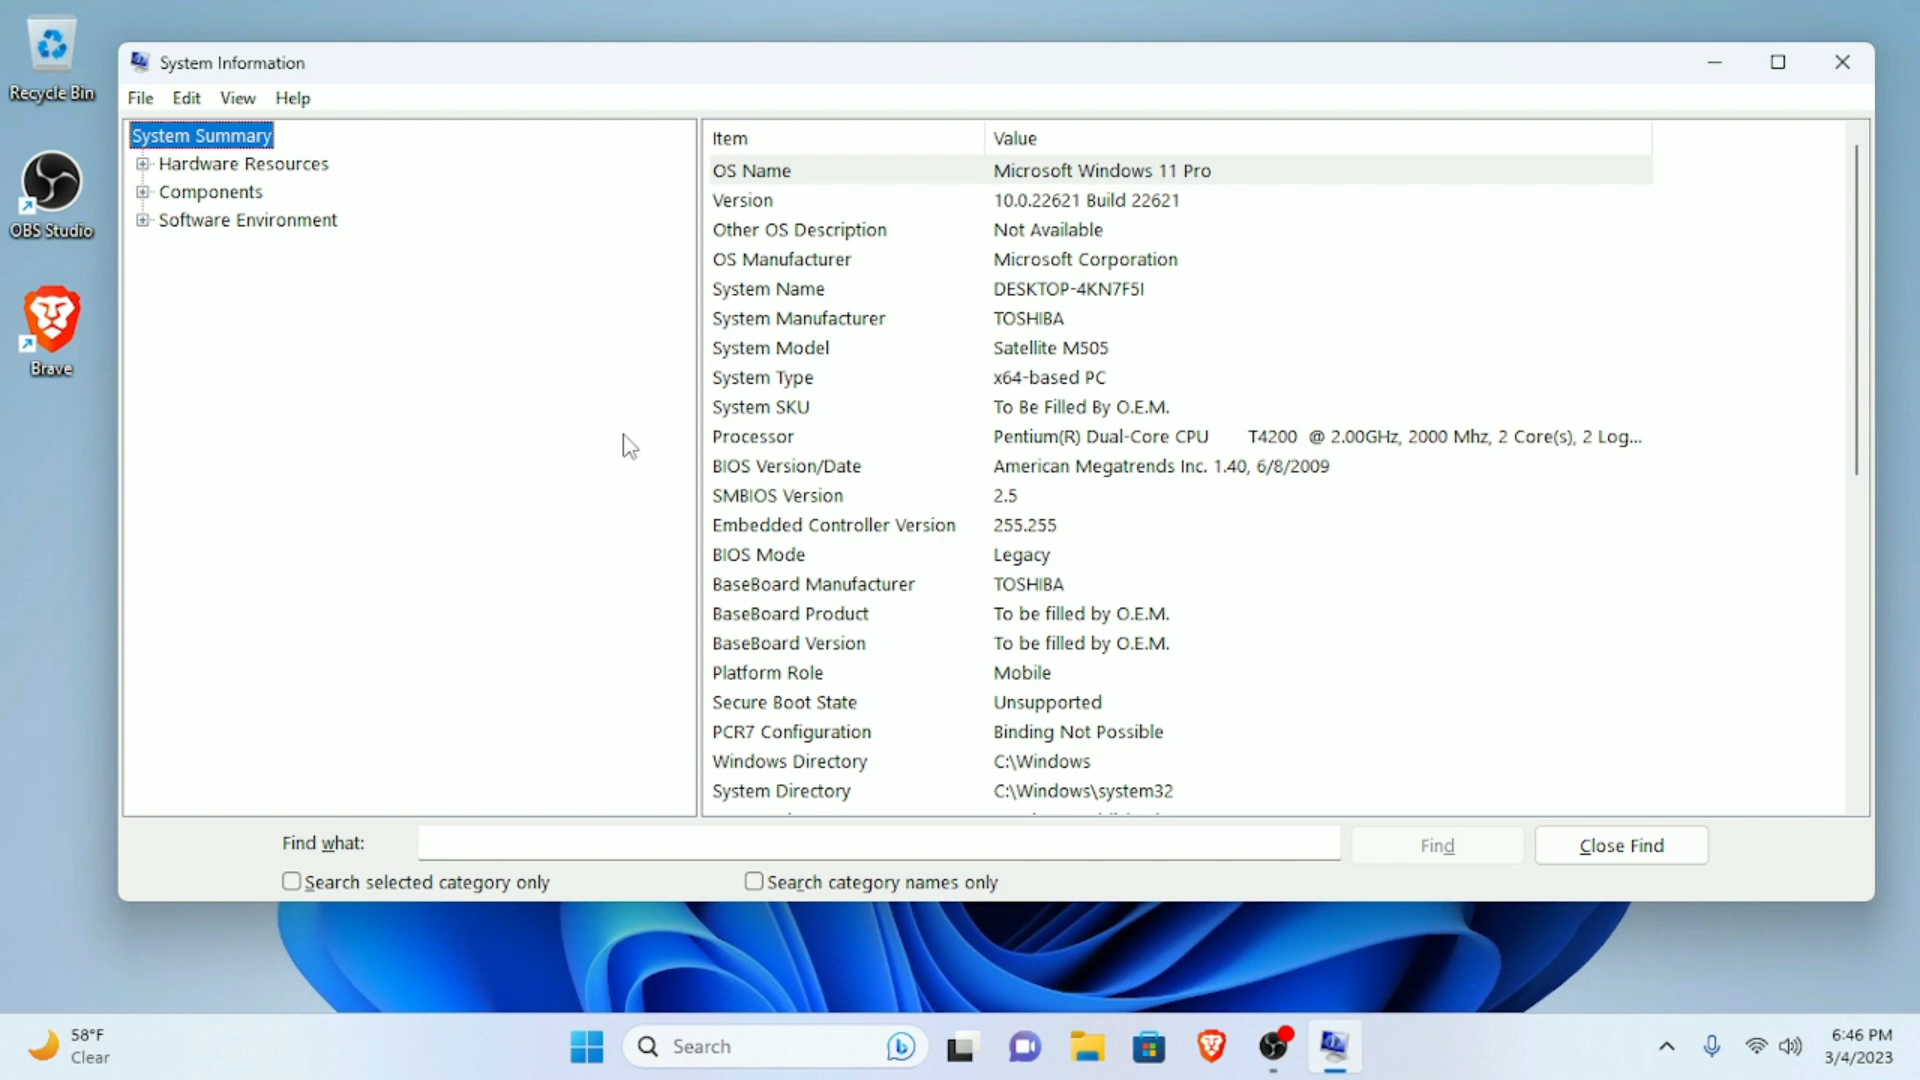 Recycle Bin
OBS Studio
Brave
System Information
File Edit View Help
System Summary
Hardware Resources
Components
Software Environment
Item Value
OS Name Microsoft Windows 11 Pro
Version 10.0.22621 Build 22621
Other OS Description Not Available
OS Manufacturer Microsoft Corporation
System Name DESKTOP-4KN7F5I
System Manufacturer TOSHIBA
System Model Satellite M505
System Type x64-based PC
System SKU To Be Filled By O.E.M.
Processor Pentium(R) Dual-Core CPU T4200 @ 2.00GHz, 2000 Mhz, 2 Core(s), 2 Log...
BIOS Version/Date American Megatrends Inc. 1.40, 6/8/2009
SMBIOS Version 2.5
Embedded Controller Version 255.255
BIOS Mode Legacy
BaseBoard Manufacturer TOSHIBA
BaseBoard Product To be filled by O.E.M.
BaseBoard Version To be filled by O.E.M.
Platform Role Mobile
Secure Boot State Unsupported
PCR7 Configuration Binding Not Possible
Windows Directory C:\Windows
System Directory C:\Windows\system32
Find what: Find Close Find
Search selected category only Search category names only
58°F
Clear
Search
6:46 PM
3/4/2023